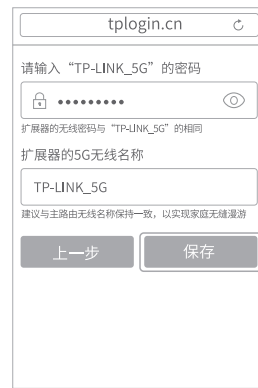 tplogin.cn
请输入“TP-LINK_5G”的密码
•••••••••
扩展器的无线密码与“TP-LINK_5G”的相同
扩展器的5G无线名称
TP-LINK_5G
建议与主路由无线名称保持一致，以实现家庭无缝漫游
上一步
保存